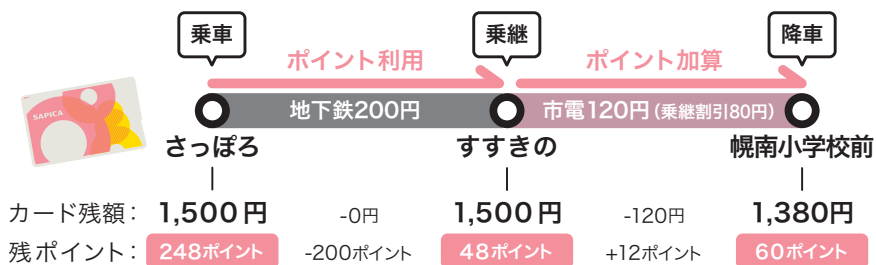 乗車
乗継
降車
ポイント利用
ポイント加算
SAPICA
地下鉄200円
市電120円(乗継割引80円)
さっぽろ
すすきの
幌南小学校前
カード残額: 1,500円 -0円 1,500円 -120円 1,380円
残ポイント: 248ポイント -200ポイント 48ポイント +12ポイント 60ポイント